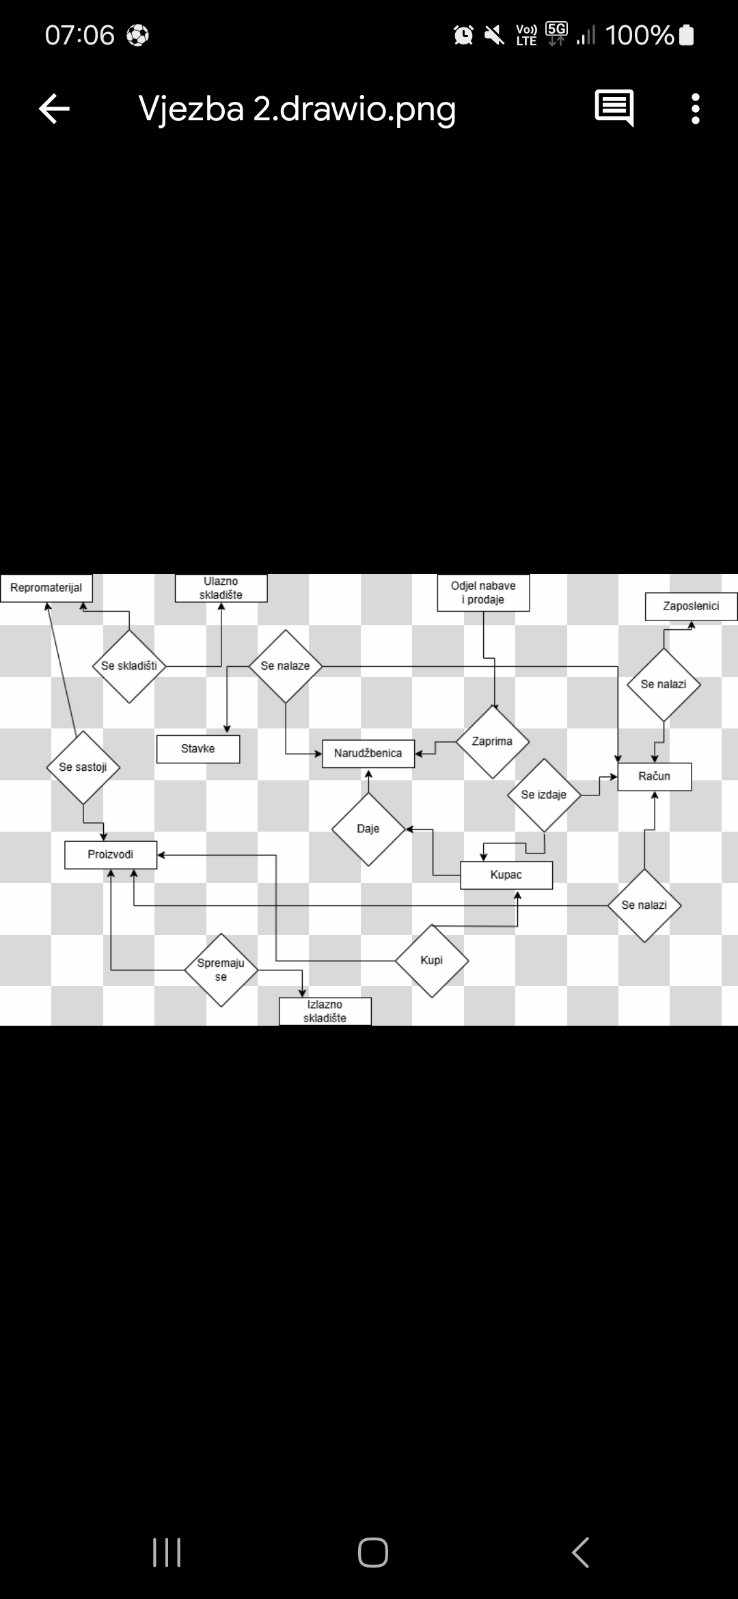 07:06
Vo))
LTE
5G
100%
Vjezba 2.drawio.png
Repromaterijal
Ulazno
skladište
Odjel nabave
i prodaje
Zaposlenici
Se skladišti
Se nalaze
Se nalazi
Stavke
Narudžbenica
Zaprima
Se sastoji
Račun
Se izdaje
Daje
Proizvodi
Kupac
Se nalazi
Kupi
Spremaju
se
Izlazno
skladište